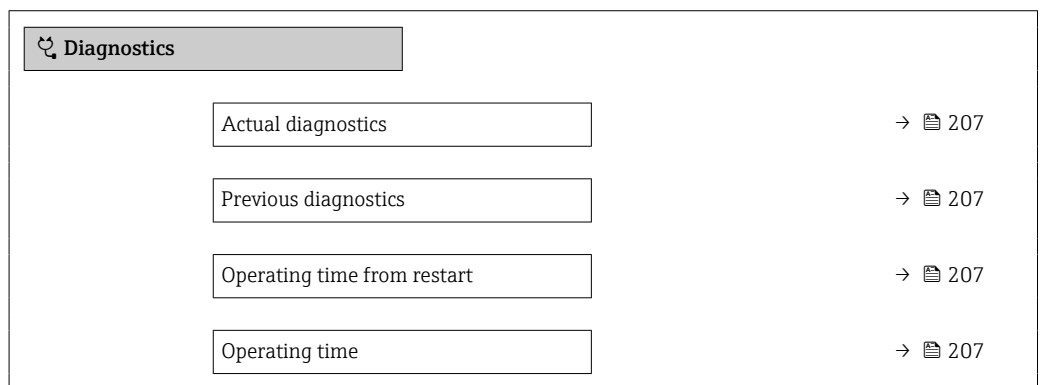 Diagnostics
Actual diagnostics → 207
Previous diagnostics → 207
Operating time from restart → 207
Operating time → 207